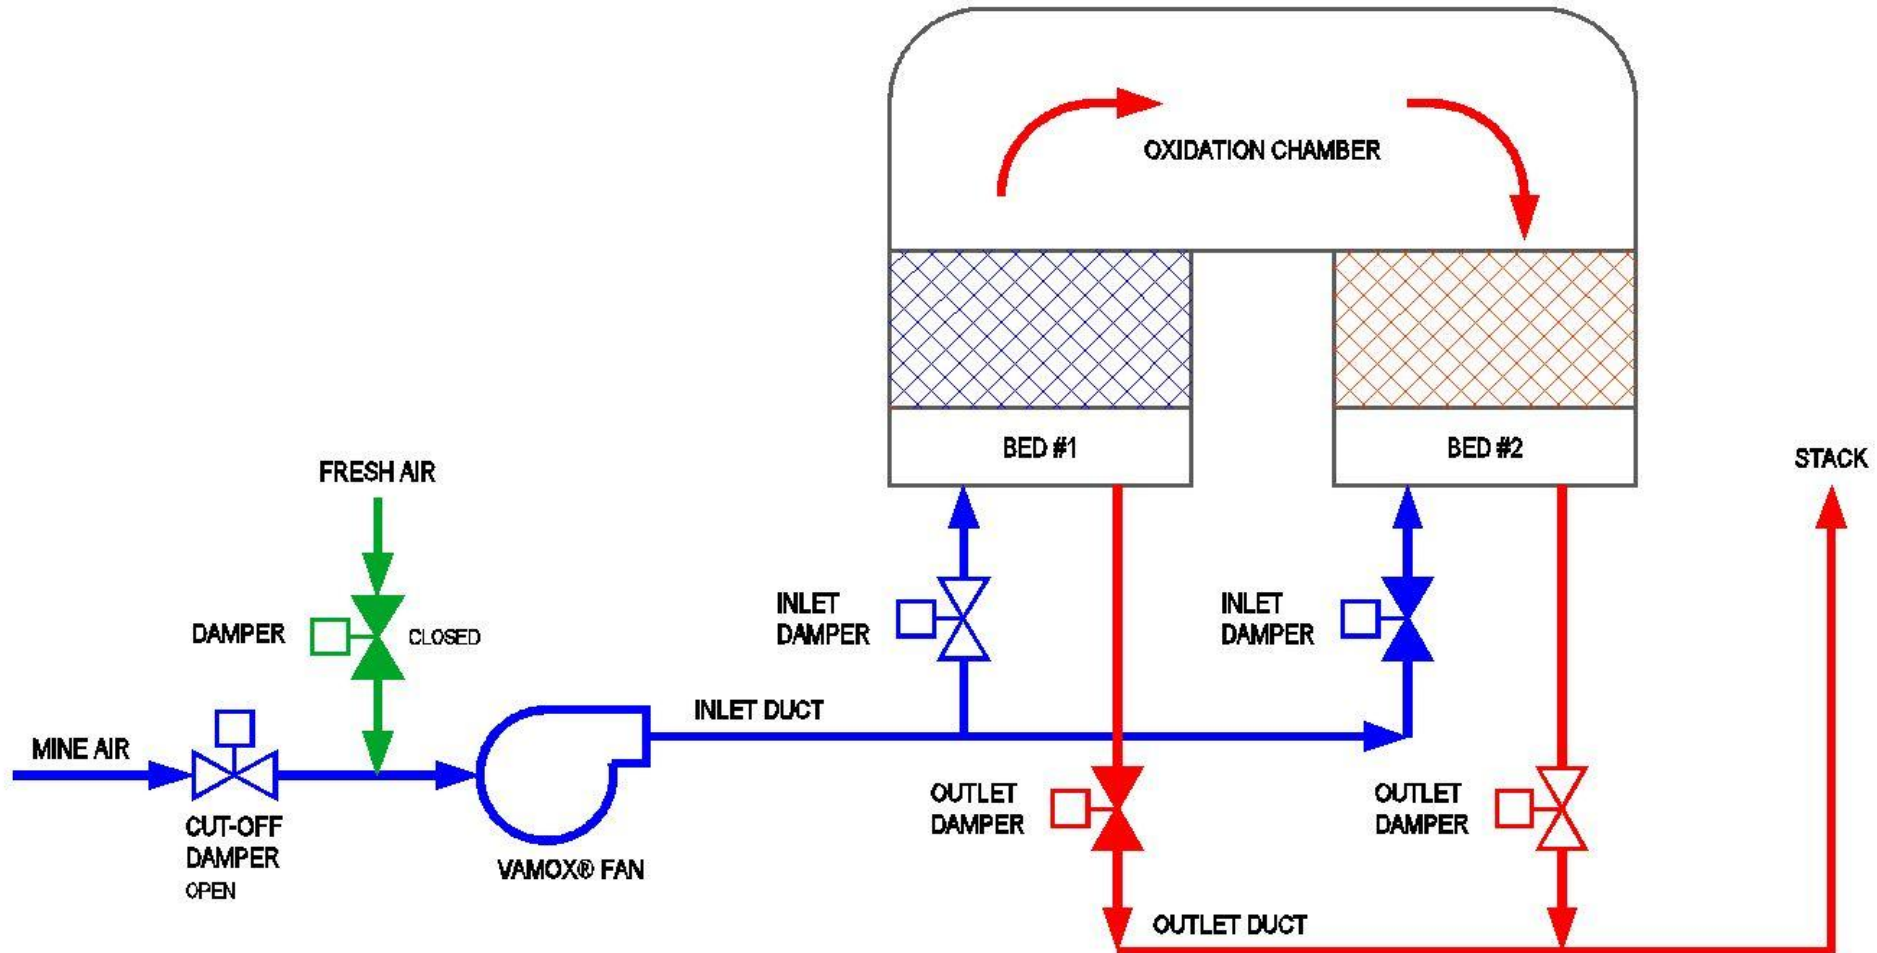 OXIDATION CHAMBER
BED #1
BED #2
FRESH AIR
STACK
DAMPER
CLOSED
INLET
DAMPER
INLET
DAMPER
MINE AIR
INLET DUCT
CUT-OFF
DAMPER
OPEN
VAMOX® FAN
OUTLET
DAMPER
OUTLET
DAMPER
OUTLET DUCT